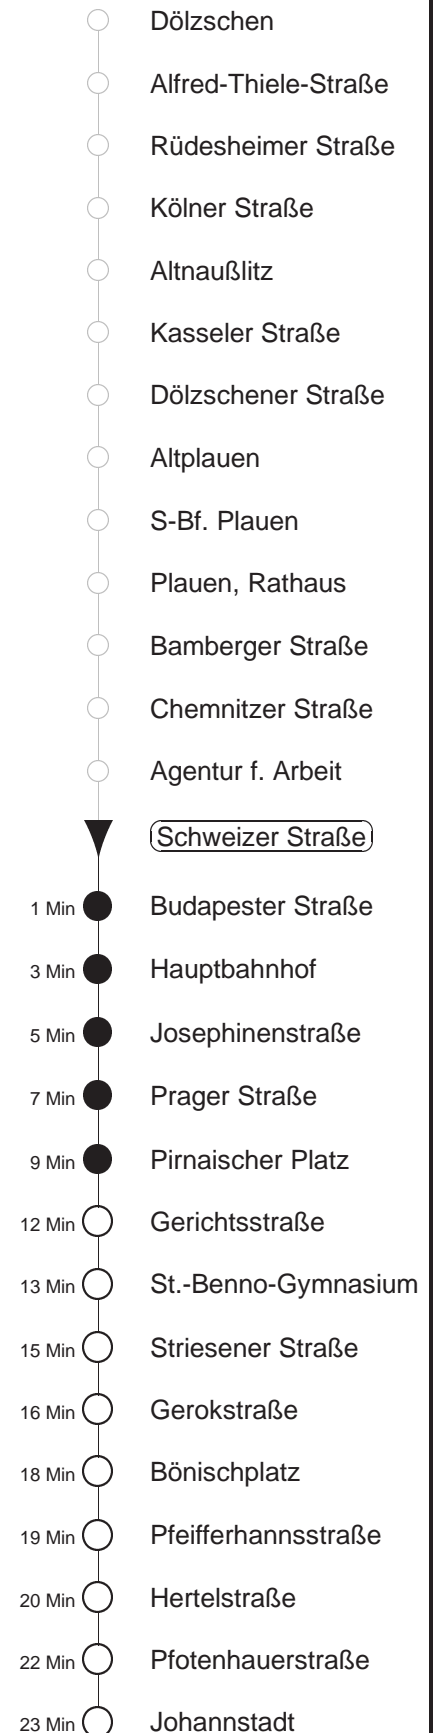 Dölzschen
Alfred-Thiele-Straße
Rüdesheimer Straße
Kölner Straße
Altnaußlitz
Kasseler Straße
Dölzschener Straße
Altplauen
S-Bf. Plauen
Plauen, Rathaus
Bamberger Straße
Chemnitzer Straße
Agentur f. Arbeit
Schweizer Straße
1 Min Budapester Straße
3 Min Hauptbahnhof
5 Min Josephinenstraße
7 Min Prager Straße
9 Min Pirnaischer Platz
12 Min Gerichtsstraße
13 Min St.-Benno-Gymnasium
15 Min Striesener Straße
16 Min Gerokstraße
18 Min Bönischplatz
19 Min Pfeifferhannsstraße
20 Min Hertelstraße
22 Min Pfotenhauerstraße
23 Min Johannstadt